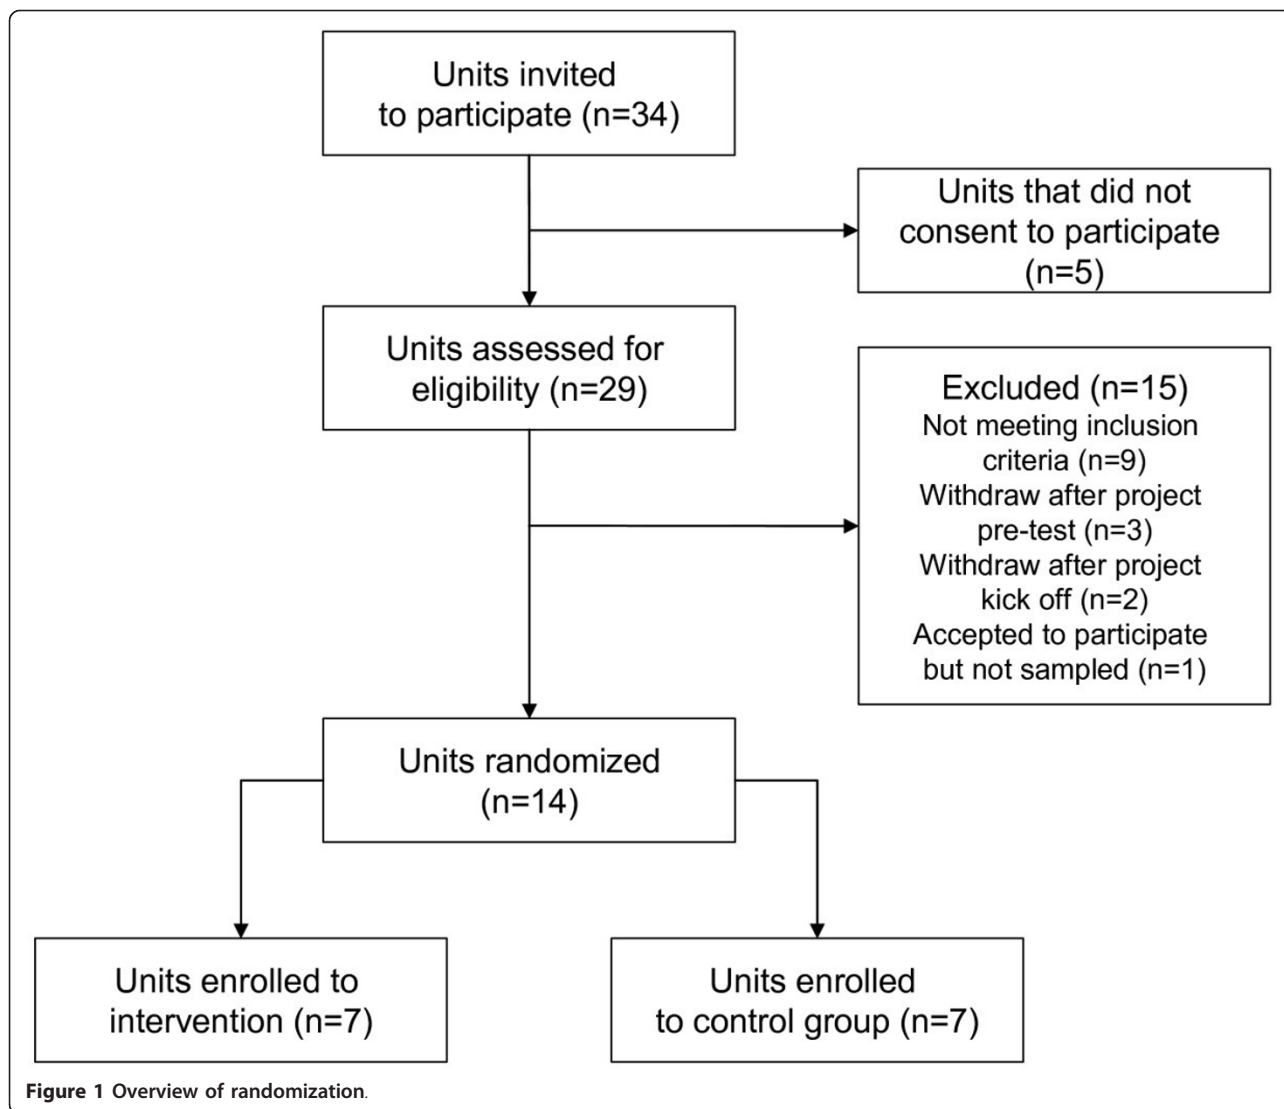 Units invited
to participate (n=34)
Units that did not
consent to participate
(n=5)
Units assessed for
eligibility (n=29)
Excluded (n=15)
Not meeting inclusion
criteria (n=9)
Withdraw after project
pre-test (n=3)
Withdraw after project
kick off (n=2)
Accepted to participate
but not sampled (n=1)
Units randomized
(n=14)
Units enrolled to
intervention (n=7)
Units enrolled
to control group (n=7)
Figure 1 Overview of randomization.